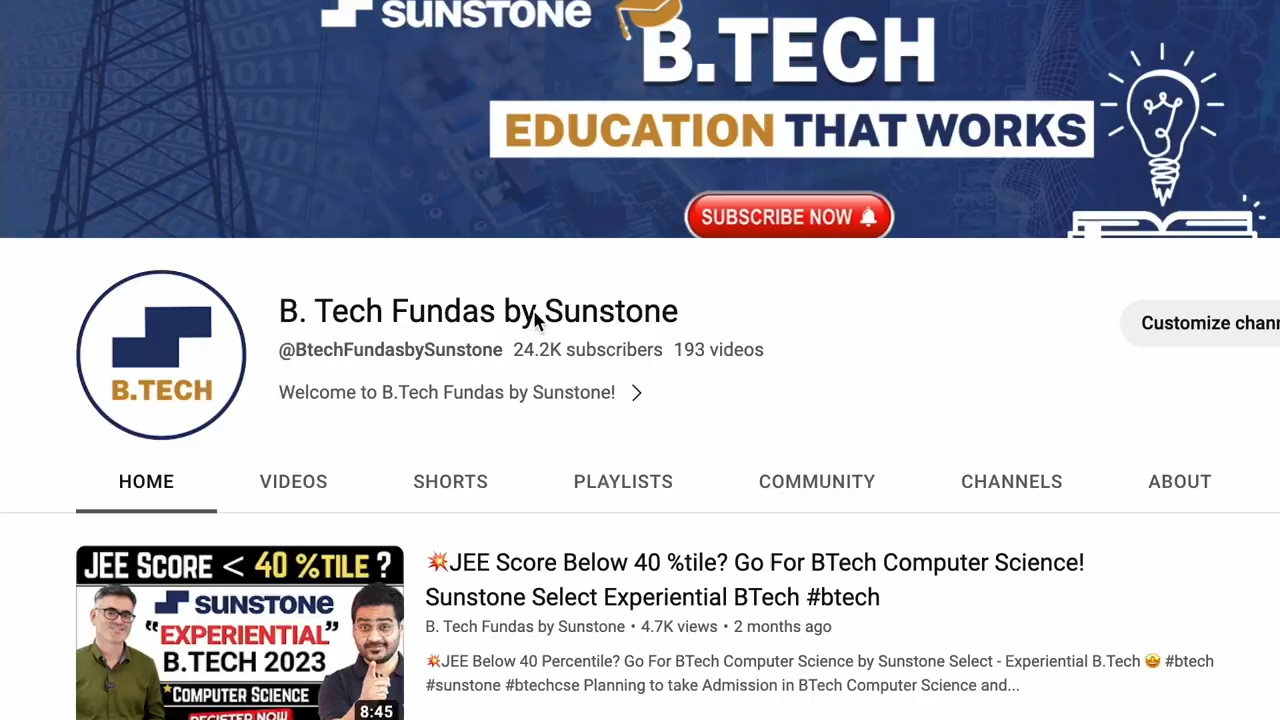 SUNSTONE
B.TECH
EDUCATION THAT WORKS
SUBSCRIBE NOW
B. Tech Fundas by Sunstone
B.TECH
@BtechFundasbySunstone 24.2K subscribers 193 videos
Welcome to B.Tech Fundas by Sunstone!
HOME VIDEOS SHORTS PLAYLISTS COMMUNITY CHANNELS ABOUT
Customize chann
JEE SCORE < 40 %TILE ?
SUNSTONE
"EXPERIENTIAL"
B.TECH 2023
*COMPUTER SCIENCE
REGISTER NOW
8:45
💥JEE Score Below 40 %tile? Go For BTech Computer Science!
Sunstone Select Experiential BTech #btech
B. Tech Fundas by Sunstone • 4.7K views • 2 months ago
💥JEE Below 40 Percentile? Go For BTech Computer Science by Sunstone Select - Experiential B.Tech 🤩 #btech
#sunstone #btechcse Planning to take Admission in BTech Computer Science and...